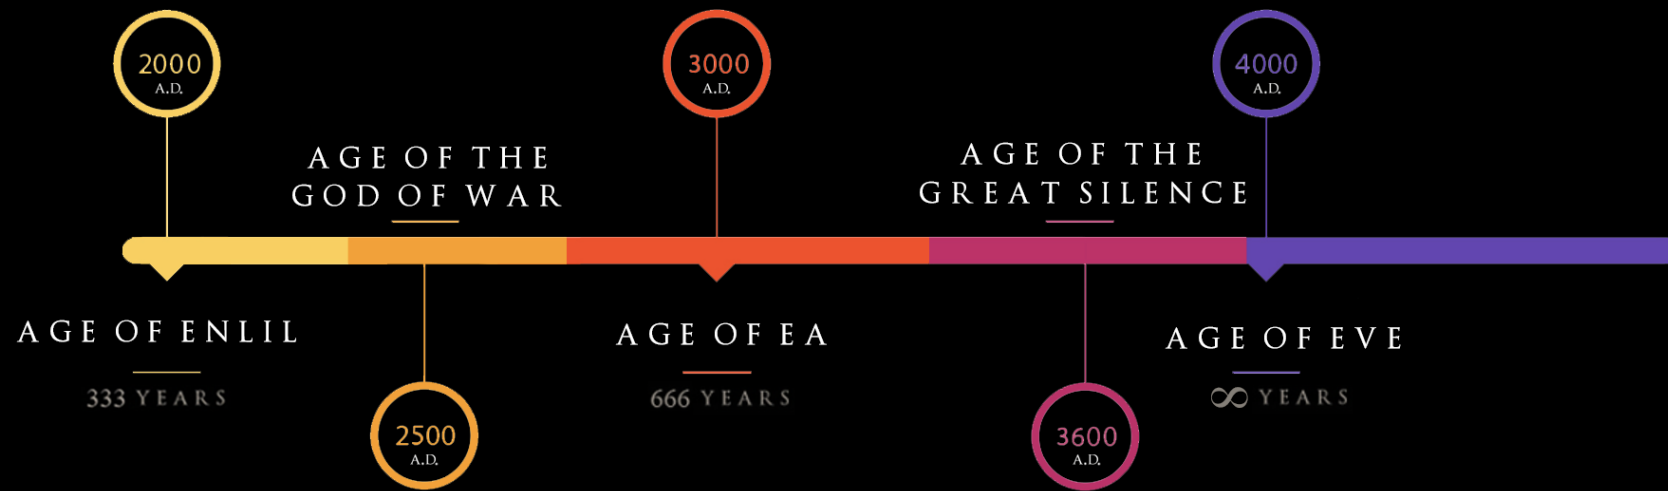 2000
A.D.
3000
A.D.
4000
A.D.
AGE OF THE
GOD OF WAR
AGE OF THE
GREAT SILENCE
AGE OF ENLIL
333 YEARS
AGE OF EA
666 YEARS
AGE OF EVE
∞ YEARS
2500
A.D.
3600
A.D.